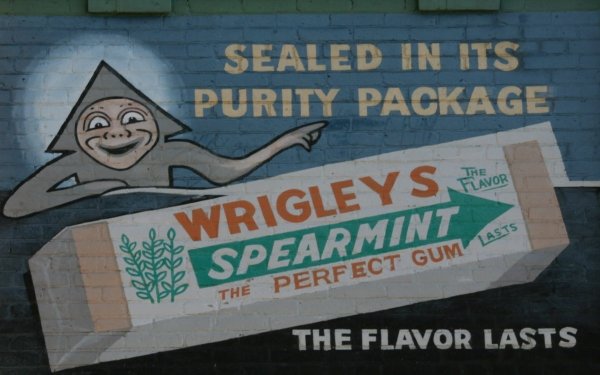 SEALED IN ITS
PURITY PACKAGE
WRIGLEYS
SPEARMINT
THE PERFECT GUM
THE
FLAVOR
LASTS
THE FLAVOR LASTS